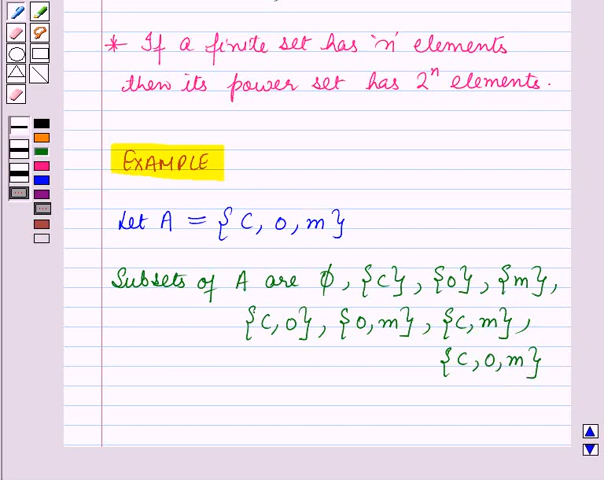 * If a finite set has 'n' elements
then its power set has 2ⁿ elements.
EXAMPLE
Let A = {C, O, m}
Subsets of A are ϕ, {C}, {O}, {m},
{C, O}, {O, m}, {C, m},
{C, O, m}